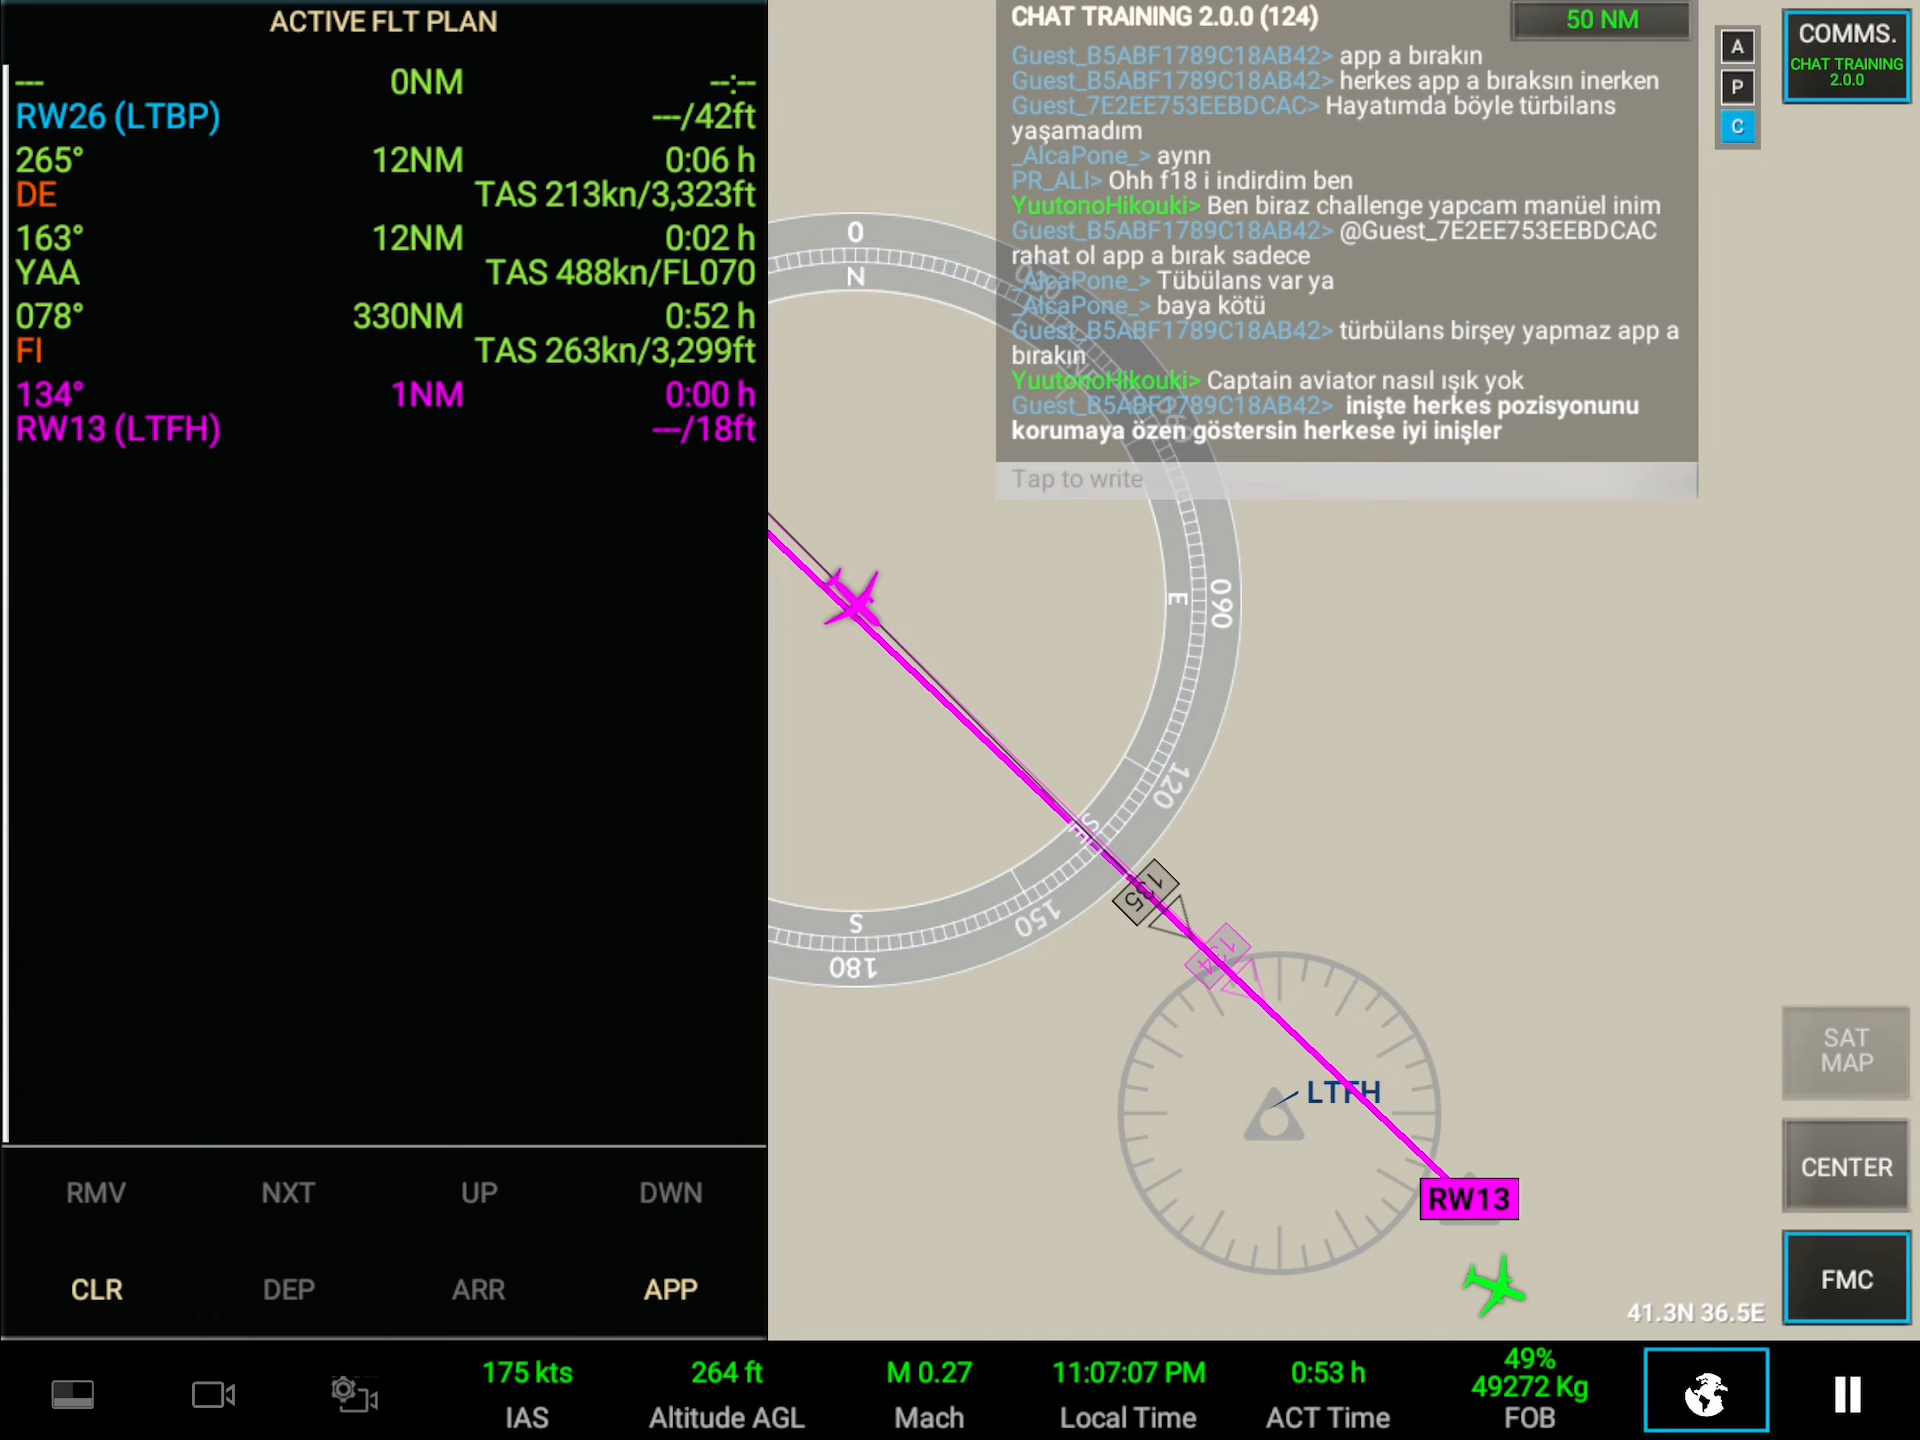 ACTIVE FLT PLAN
--- 0NM --:--
RW26 (LTBP) ---/42ft
265° 12NM 0:06 h
DE TAS 213kn/3,323ft
163° 12NM 0:02 h
YAA TAS 488kn/FL070
078° 330NM 0:52 h
FI TAS 263kn/3,299ft
134° 1NM 0:00 h
RW13 (LTFH) ---/18ft
RMV NXT UP DWN
CLR DEP ARR APP
CHAT TRAINING 2.0.0 (124)
50 NM
Guest_B5ABF1789C18AB42> app a bırakın
Guest_B5ABF1789C18AB42> herkes app a bıraksın inerken
Guest_7E2EE753EEBDCAC> Hayatımda böyle türbilans
yaşamadım
_AlcaPone_> aynn
PR_ALI> Ohh f18 i indirdim ben
YuutonoHikouki> Ben biraz challenge yapcam manüel inim
Guest_B5ABF1789C18AB42> @Guest_7E2EE753EEBDCAC
rahat ol app a bırak sadece
_AlcaPone_> Tübülans var ya
_AlcaPone_> baya kötü
Guest_B5ABF1789C18AB42> türbülans birşey yapmaz app a
bırakın
YuutonoHikouki> Captain aviator nasıl ışık yok
Guest_B5ABF1789C18AB42> inişte herkes pozisyonunu
korumaya özen göstersin herkese iyi inişler
Tap to write
A
P
C
COMMS.
CHAT TRAINING
2.0.0
0
N
E
090
120
150
S
180
135
134
LTFH
RW13
41.3N 36.5E
SAT
MAP
CENTER
FMC
175 kts
IAS
264 ft
Altitude AGL
M 0.27
Mach
11:07:07 PM
Local Time
0:53 h
ACT Time
49%
49272 Kg
FOB